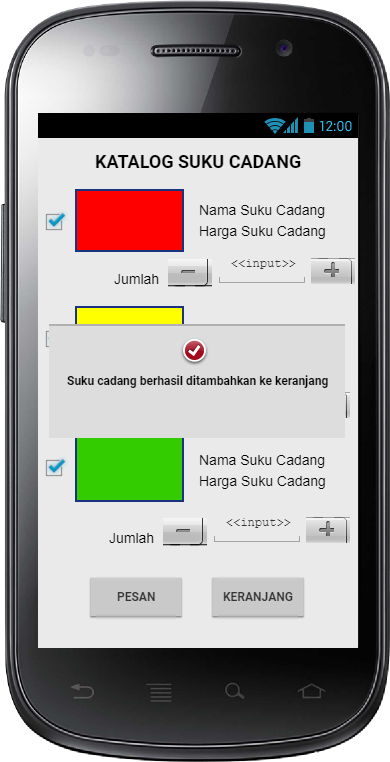 12:00
KATALOG SUKU CADANG
Nama Suku Cadang
Harga Suku Cadang
Jumlah − <<input>> +
Suku cadang berhasil ditambahkan ke keranjang
Nama Suku Cadang
Harga Suku Cadang
Jumlah − <<input>> +
PESAN KERANJANG